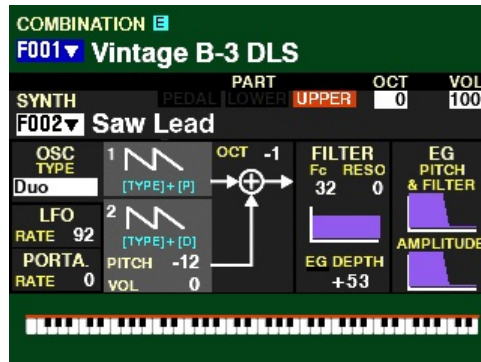 COMBINATION E
F001▼ Vintage B-3 DLS
PART OCT VOL
SYNTH PEDAL LOWER UPPER 0 100
F002▼ Saw Lead
OSC TYPE
Duo
1
[TYPE]+[P]
OCT -1
FILTER
Fc RESO
32 0
EG
PITCH
& FILTER
LFO
RATE 92
2
[TYPE]+[D]
PITCH -12
VOL 0
PORTA.
RATE 0
EG DEPTH
+53
AMPLITUDE